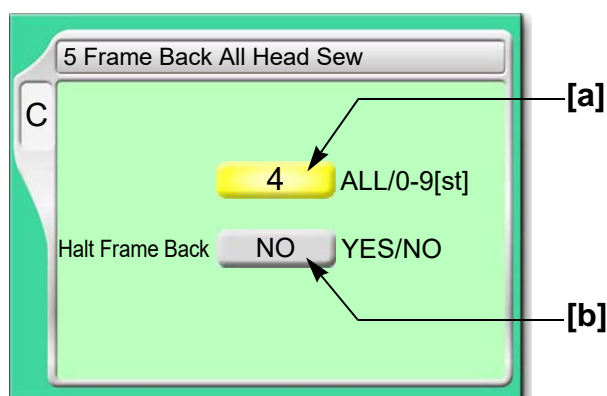 5 Frame Back All Head Sew
C
[a]
4 ALL/0-9[st]
Halt Frame Back NO YES/NO
[b]